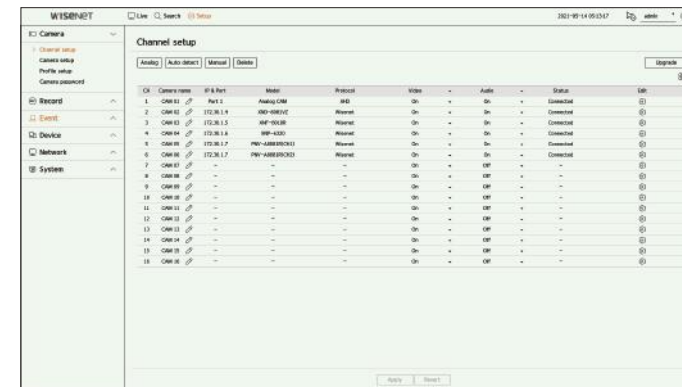 WISENET Live Search Setup 2021-09-14 05:13:17 admin
Camera
Channel setup
Camera setup
Profile setup
Camera password
Record
Event
Device
Network
System
Channel setup
Analog Auto detect Manual Delete Upgrade
CH Camera name IP & Port Model Protocol Video Audio Status Edit
1 CAM 01 Port 1 Analog CAM AHD On On Connected
2 CAM 02 172.30.1.4 Wisenet On On Connected
3 CAM 03 172.30.1.5 Wisenet On On Connected
4 CAM 04 172.30.1.6 Wisenet On On Connected
5 CAM 05 172.30.1.7 Wisenet On On Connected
6 CAM 06 172.30.1.7 Wisenet On On Connected
7 CAM 07 - - - On Off -
8 CAM 08 - - - On Off -
9 CAM 09 - - - On Off -
10 CAM 10 - - - On Off -
11 CAM 11 - - - On Off -
12 CAM 12 - - - On Off -
13 CAM 13 - - - On Off -
14 CAM 14 - - - On Off -
15 CAM 15 - - - On Off -
16 CAM 16 - - - On Off -
Apply Revert